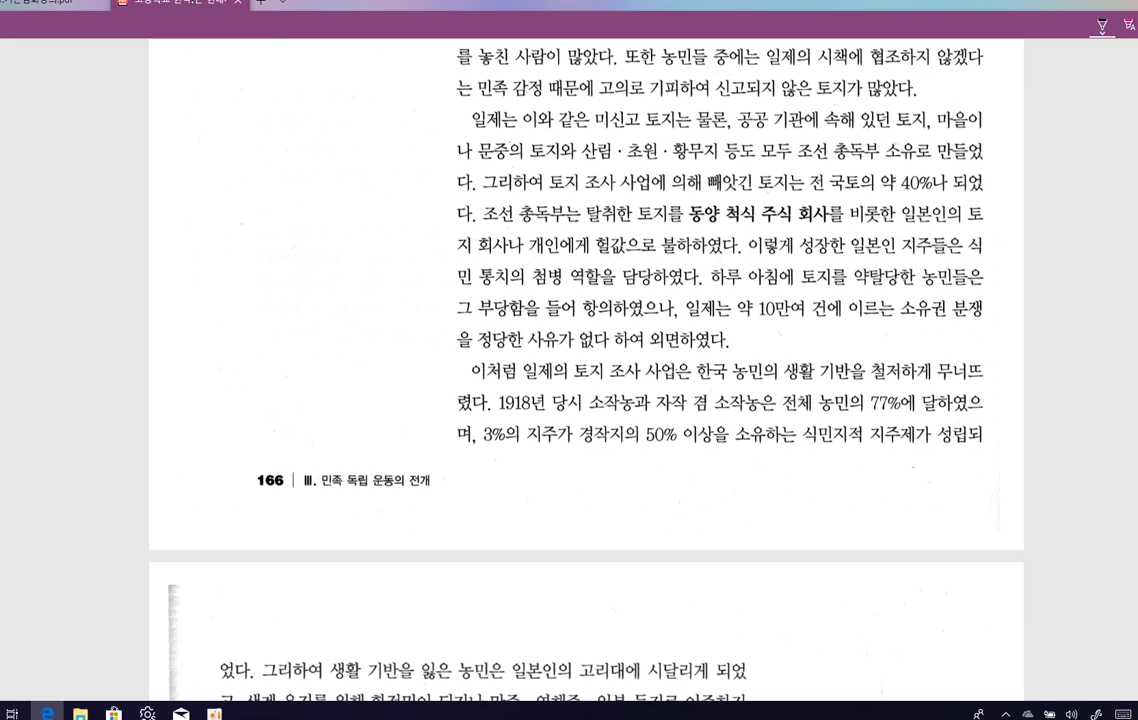 를 놓친 사람이 많았다. 또한 농민들 중에는 일제의 시책에 협조하지 않겠다
는 민족 감정 때문에 고의로 기피하여 신고되지 않은 토지가 많았다.
일제는 이와 같은 미신고 토지는 물론, 공공 기관에 속해 있던 토지, 마을이
나 문중의 토지와 산림·초원·황무지 등도 모두 조선 총독부 소유로 만들었
다. 그리하여 토지 조사 사업에 의해 빼앗긴 토지는 전 국토의 약 40%나 되었
다. 조선 총독부는 탈취한 토지를 동양 척식 주식 회사를 비롯한 일본인의 토
지 회사나 개인에게 헐값으로 불하하였다. 이렇게 성장한 일본인 지주들은 식
민 통치의 첨병 역할을 담당하였다. 하루 아침에 토지를 약탈당한 농민들은
그 부당함을 들어 항의하였으나, 일제는 약 10만여 건에 이르는 소유권 분쟁
을 정당한 사유가 없다 하여 외면하였다.
이처럼 일제의 토지 조사 사업은 한국 농민의 생활 기반을 철저하게 무너뜨
렸다. 1918년 당시 소작농과 자작 겸 소작농은 전체 농민의 77%에 달하였으
며, 3%의 지주가 경작지의 50% 이상을 소유하는 식민지적 지주제가 성립되
166 | Ⅲ. 민족 독립 운동의 전개
었다. 그리하여 생활 기반을 잃은 농민은 일본인의 고리대에 시달리게 되었